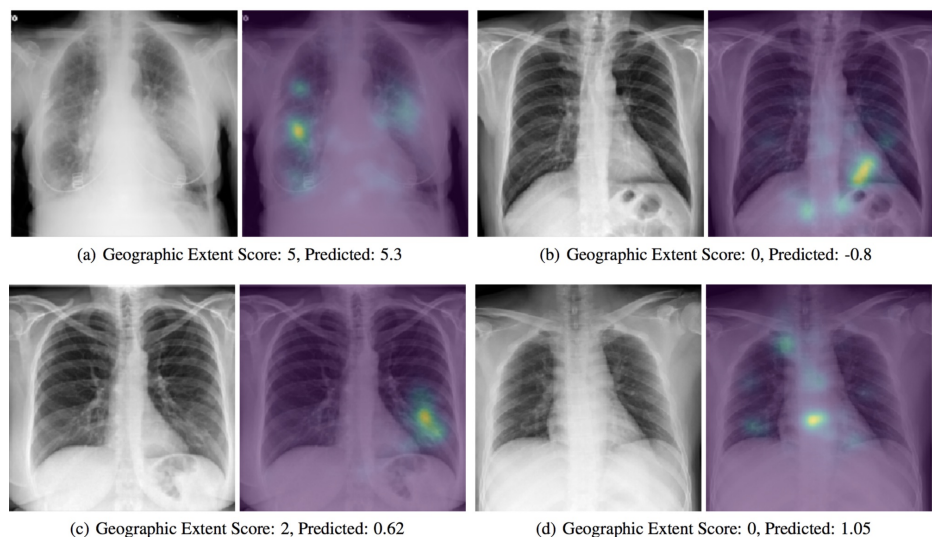 (a) Geographic Extent Score: 5, Predicted: 5.3
(b) Geographic Extent Score: 0, Predicted: -0.8
(c) Geographic Extent Score: 2, Predicted: 0.62
(d) Geographic Extent Score: 0, Predicted: 1.05